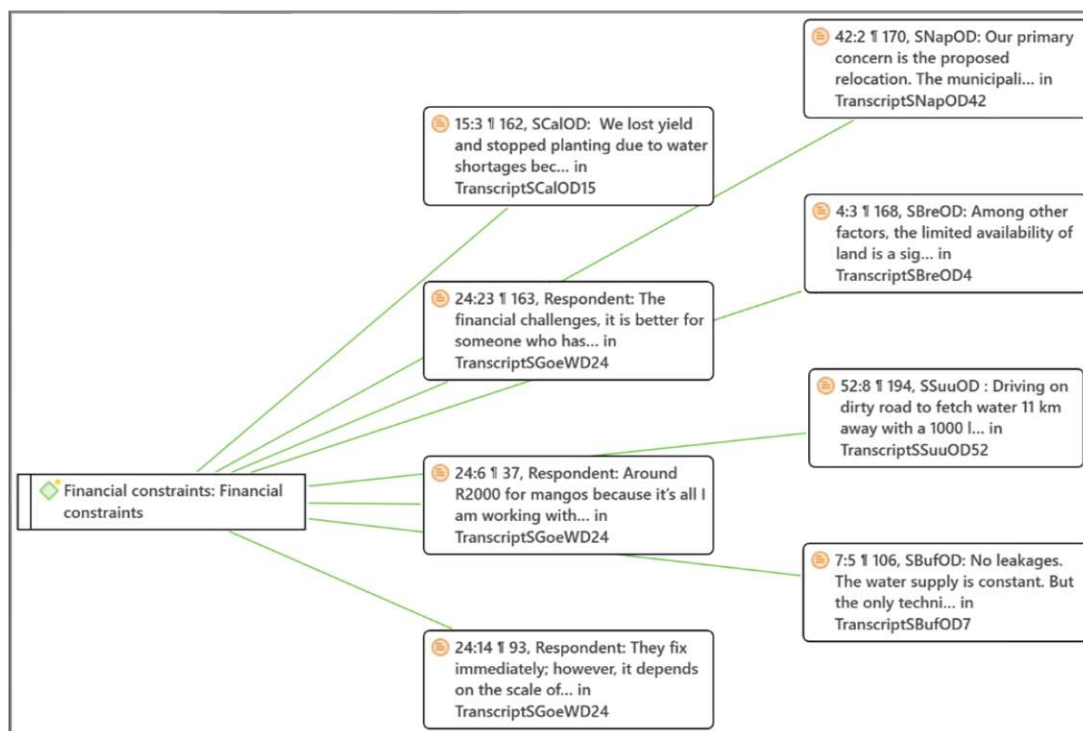 42:2 ¶ 170, SNapOD: Our primary
concern is the proposed
relocation. The municipali... in
TranscriptSNapOD42
15:3 ¶ 162, SCalOD:  We lost yield
and stopped planting due to water
shortages bec... in
TranscriptSCalOD15
4:3 ¶ 168, SBreOD: Among other
factors, the limited availability of
land is a sig... in
TranscriptSBreOD4
24:23 ¶ 163, Respondent: The
financial challenges, it is better for
someone who has... in
TranscriptSGoeWD24
52:8 ¶ 194, SSuuOD : Driving on
dirty road to fetch water 11 km
away with a 1000 l... in
TranscriptSSuuOD52
Financial constraints: Financial
constraints
24:6 ¶ 37, Respondent: Around
R2000 for mangos because it’s all I
am working with... in
TranscriptSGoeWD24
7:5 ¶ 106, SBufOD: No leakages.
The water supply is constant. But
the only techni... in
TranscriptSBufOD7
24:14 ¶ 93, Respondent: They fix
immediately; however, it depends
on the scale of... in
TranscriptSGoeWD24